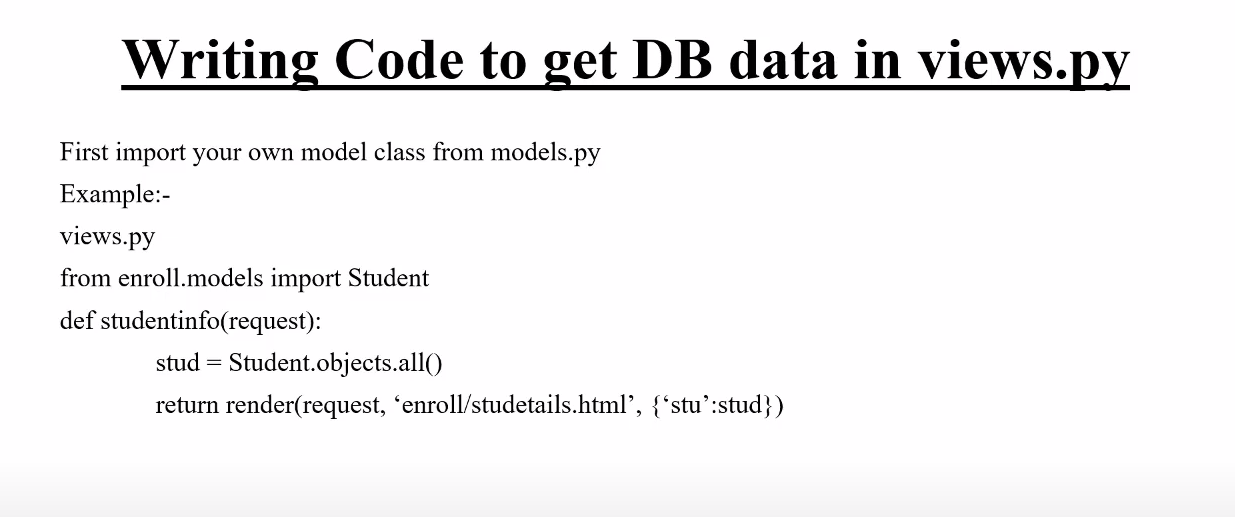 Writing Code to get DB data in views.py
First import your own model class from models.py
Example:-
views.py
from enroll.models import Student
def studentinfo(request):
stud = Student.objects.all()
return render(request, ‘enroll/studetails.html’, {‘stu’:stud})